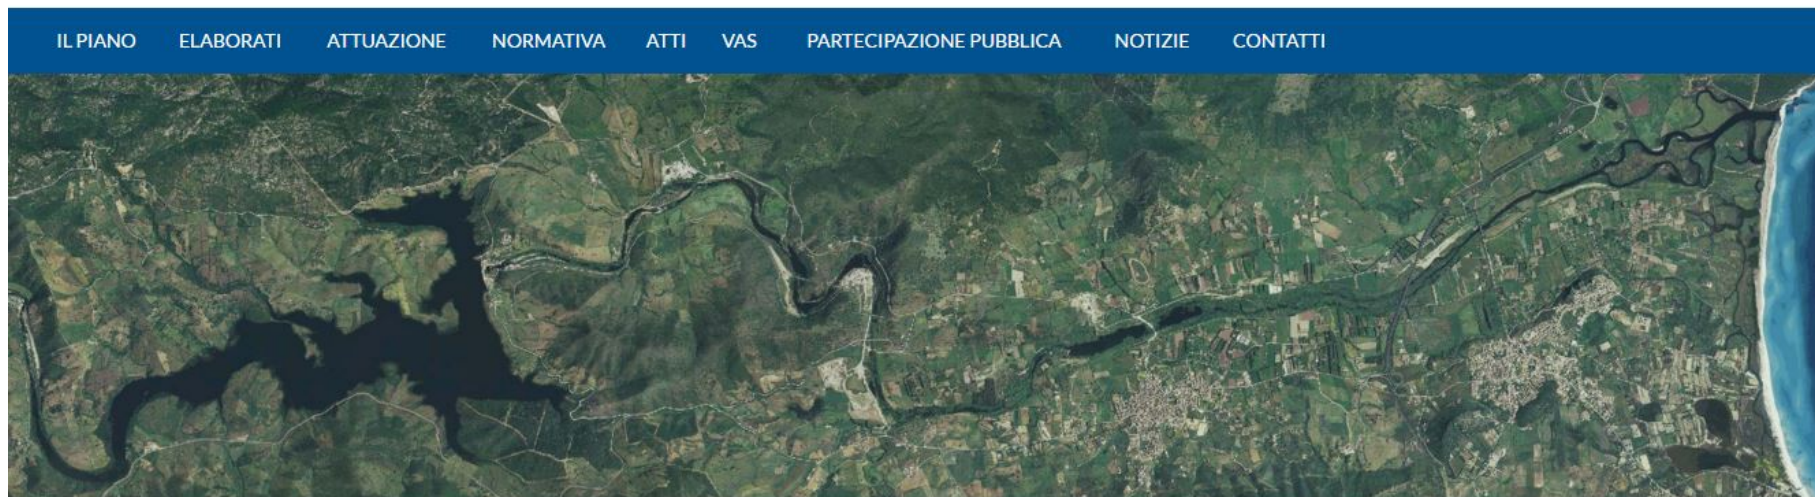 IL PIANO ELABORATI ATTUAZIONE NORMATIVA ATTI VAS PARTECIPAZIONE PUBBLICA NOTIZIE CONTATTI